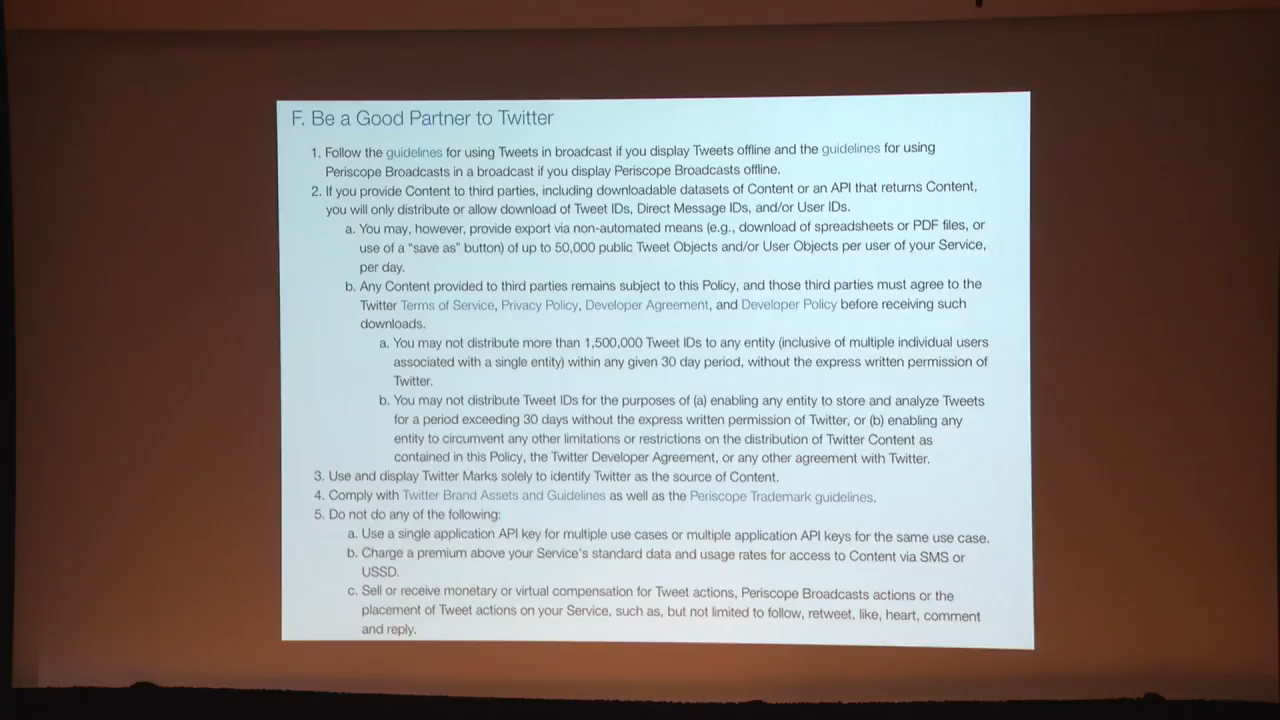 F. Be a Good Partner to Twitter
1. Follow the guidelines for using Tweets in broadcast if you display Tweets offline and the guidelines for using
Periscope Broadcasts in a broadcast if you display Periscope Broadcasts offline.
2. If you provide Content to third parties, including downloadable datasets of Content or an API that returns Content,
you will only distribute or allow download of Tweet IDs, Direct Message IDs, and/or User IDs.
a. You may, however, provide export via non-automated means (e.g., download of spreadsheets or PDF files, or
use of a "save as" button) of up to 50,000 public Tweet Objects and/or User Objects per user of your Service,
per day.
b. Any Content provided to third parties remains subject to this Policy, and those third parties must agree to the
Twitter Terms of Service, Privacy Policy, Developer Agreement, and Developer Policy before receiving such
downloads.
a. You may not distribute more than 1,500,000 Tweet IDs to any entity (inclusive of multiple individual users
associated with a single entity) within any given 30 day period, without the express written permission of
Twitter.
b. You may not distribute Tweet IDs for the purposes of (a) enabling any entity to store and analyze Tweets
for a period exceeding 30 days without the express written permission of Twitter, or (b) enabling any
entity to circumvent any other limitations or restrictions on the distribution of Twitter Content as
contained in this Policy, the Twitter Developer Agreement, or any other agreement with Twitter.
3. Use and display Twitter Marks solely to identify Twitter as the source of Content.
4. Comply with Twitter Brand Assets and Guidelines as well as the Periscope Trademark guidelines.
5. Do not do any of the following:
a. Use a single application API key for multiple use cases or multiple application API keys for the same use case.
b. Charge a premium above your Service's standard data and usage rates for access to Content via SMS or
USSD.
c. Sell or receive monetary or virtual compensation for Tweet actions, Periscope Broadcasts actions or the
placement of Tweet actions on your Service, such as, but not limited to follow, retweet, like, heart, comment
and reply.